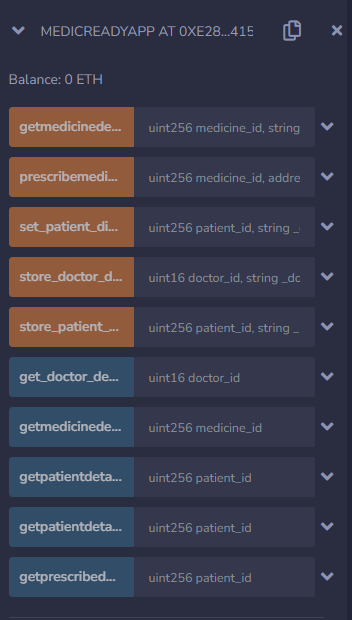 MEDICREADYAPP AT 0XE28...415
Balance: 0 ETH
getmedicinede... uint256 medicine_id, string
prescribemedi... uint256 medicine_id, addre
set_patient_di... uint256 patient_id, string _
store_doctor_d... uint16 doctor_id, string _dc
store_patient_... uint256 patient_id, string _
get_doctor_de... uint16 doctor_id
getmedicinede... uint256 medicine_id
getpatientdeta... uint256 patient_id
getpatientdeta... uint256 patient_id
getprescribed... uint256 patient_id